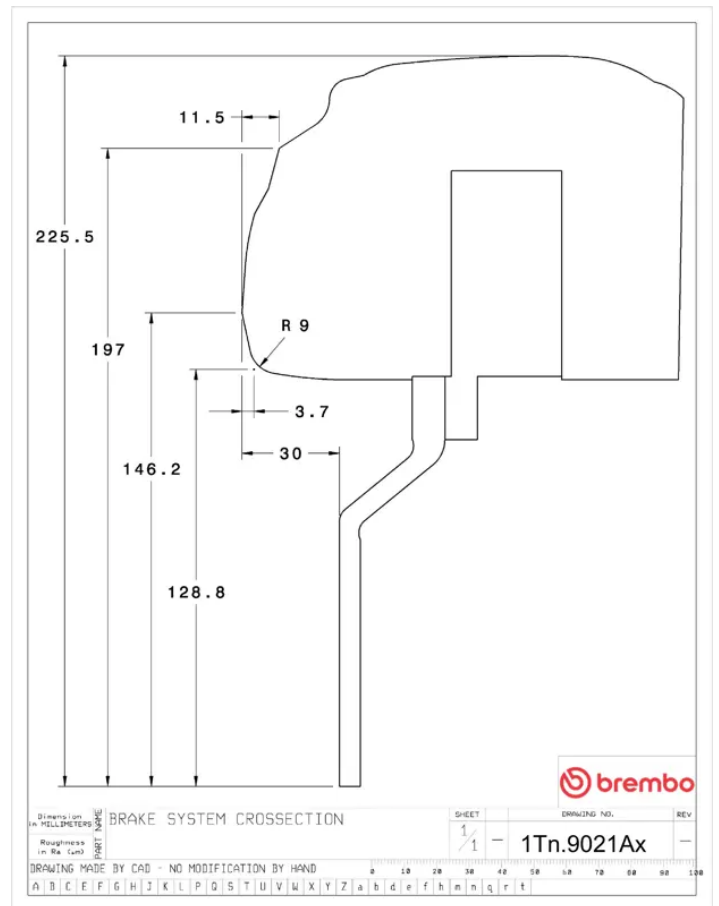 11.5
225.5
R 9
197
3.7
30
146.2
128.8
brembo
Dimension
in MILLIMETERS
Roughness
in Ra (µm)
PART NAME
BRAKE SYSTEM CROSSECTION
SHEET
1/1
–
DRAWING NO.
1Tn.9021Ax
REV
–
DRAWING MADE BY CAD - NO MODIFICATION BY HAND
0 10 20 30 50 60 70 80 90 100
A B C E F G H J K L P Q S T U V W X Y Z a b d e f h m n q r t